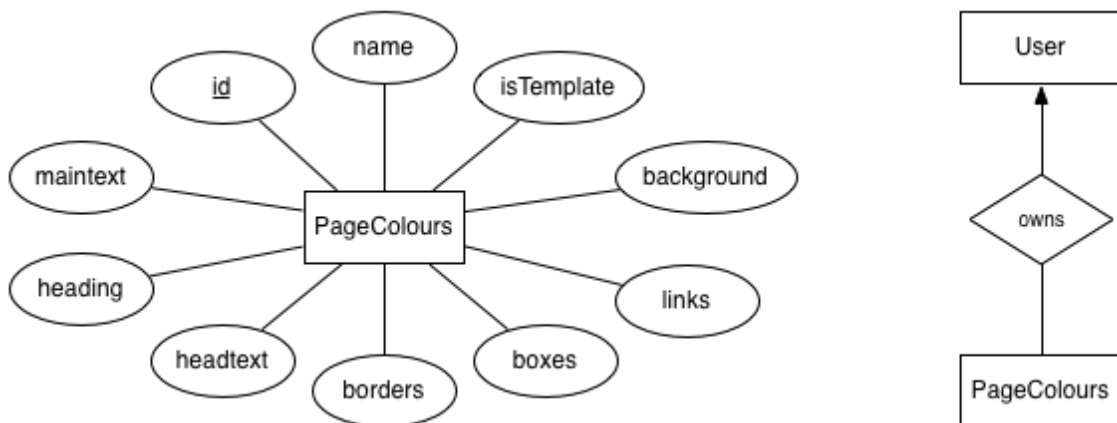 name
User
id
isTemplate
maintext
background
PageColours
owns
heading
links
headtext
boxes
borders
PageColours